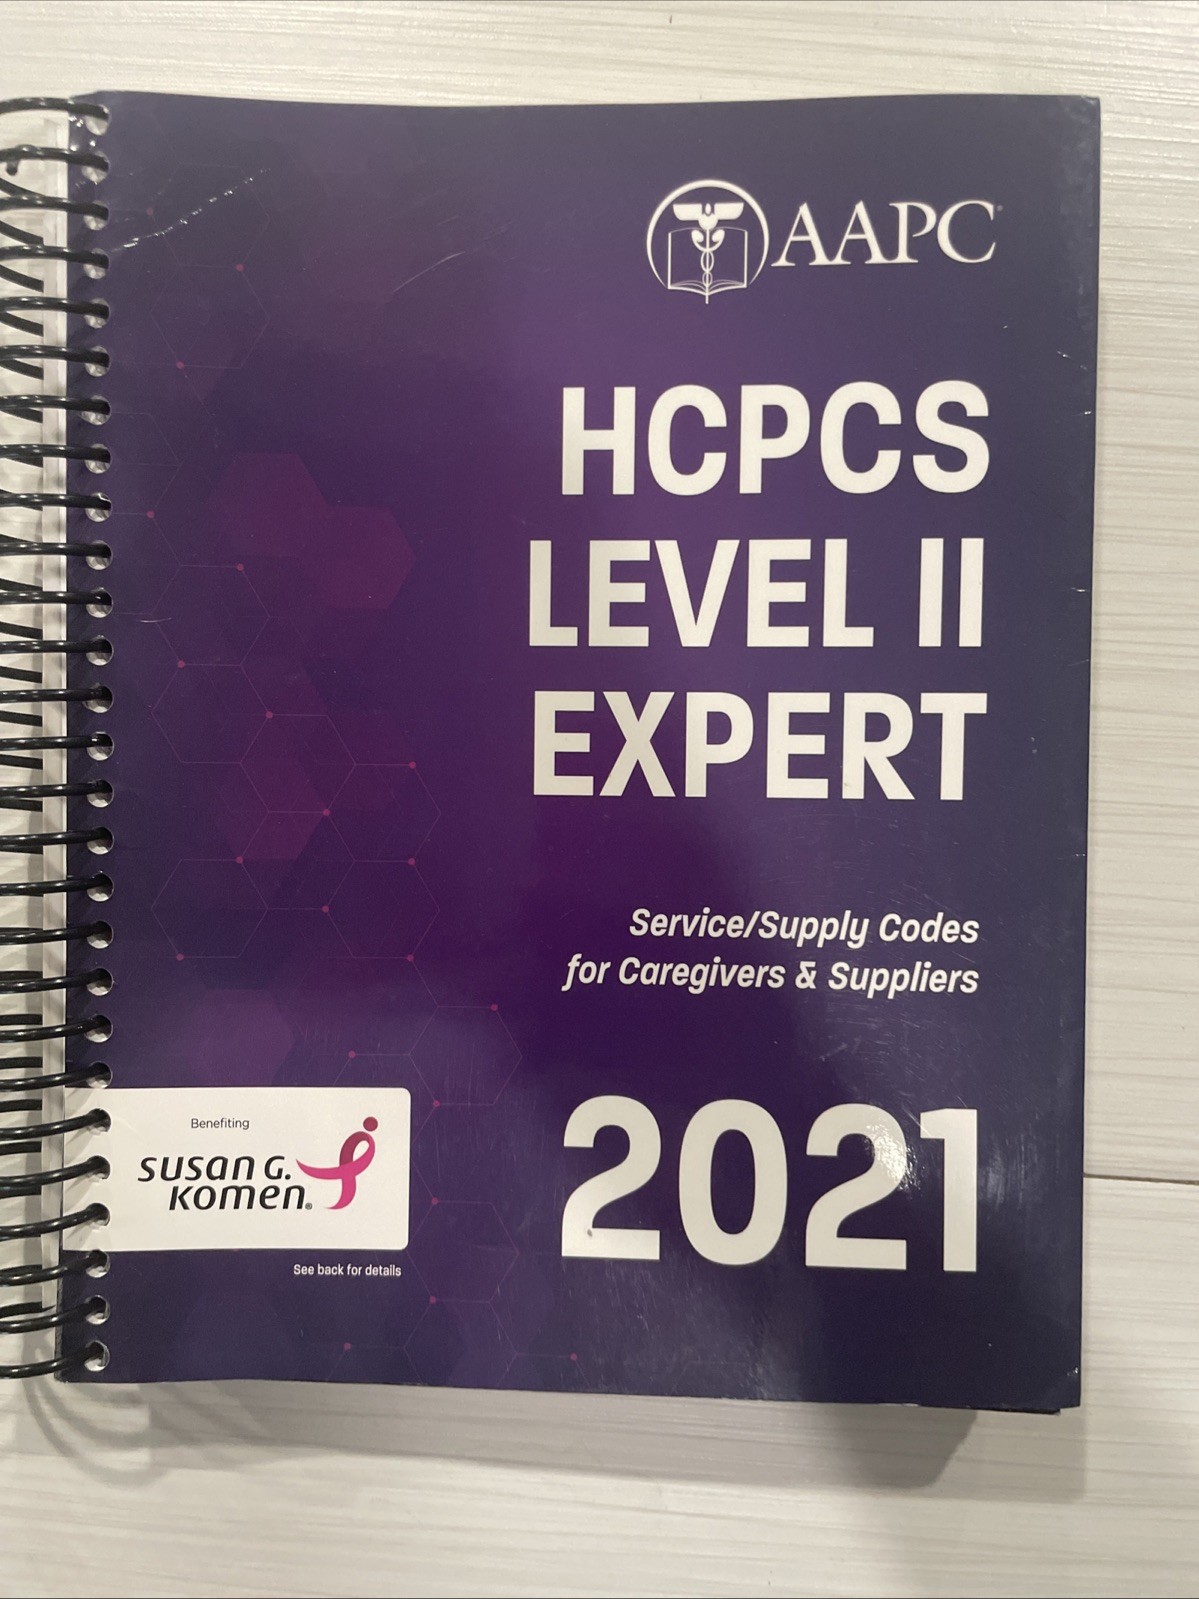 AAPC
HCPCS
LEVEL II
EXPERT
Service/Supply Codes
for Caregivers & Suppliers
2021
Benefiting
susan G.
komen®
See back for details